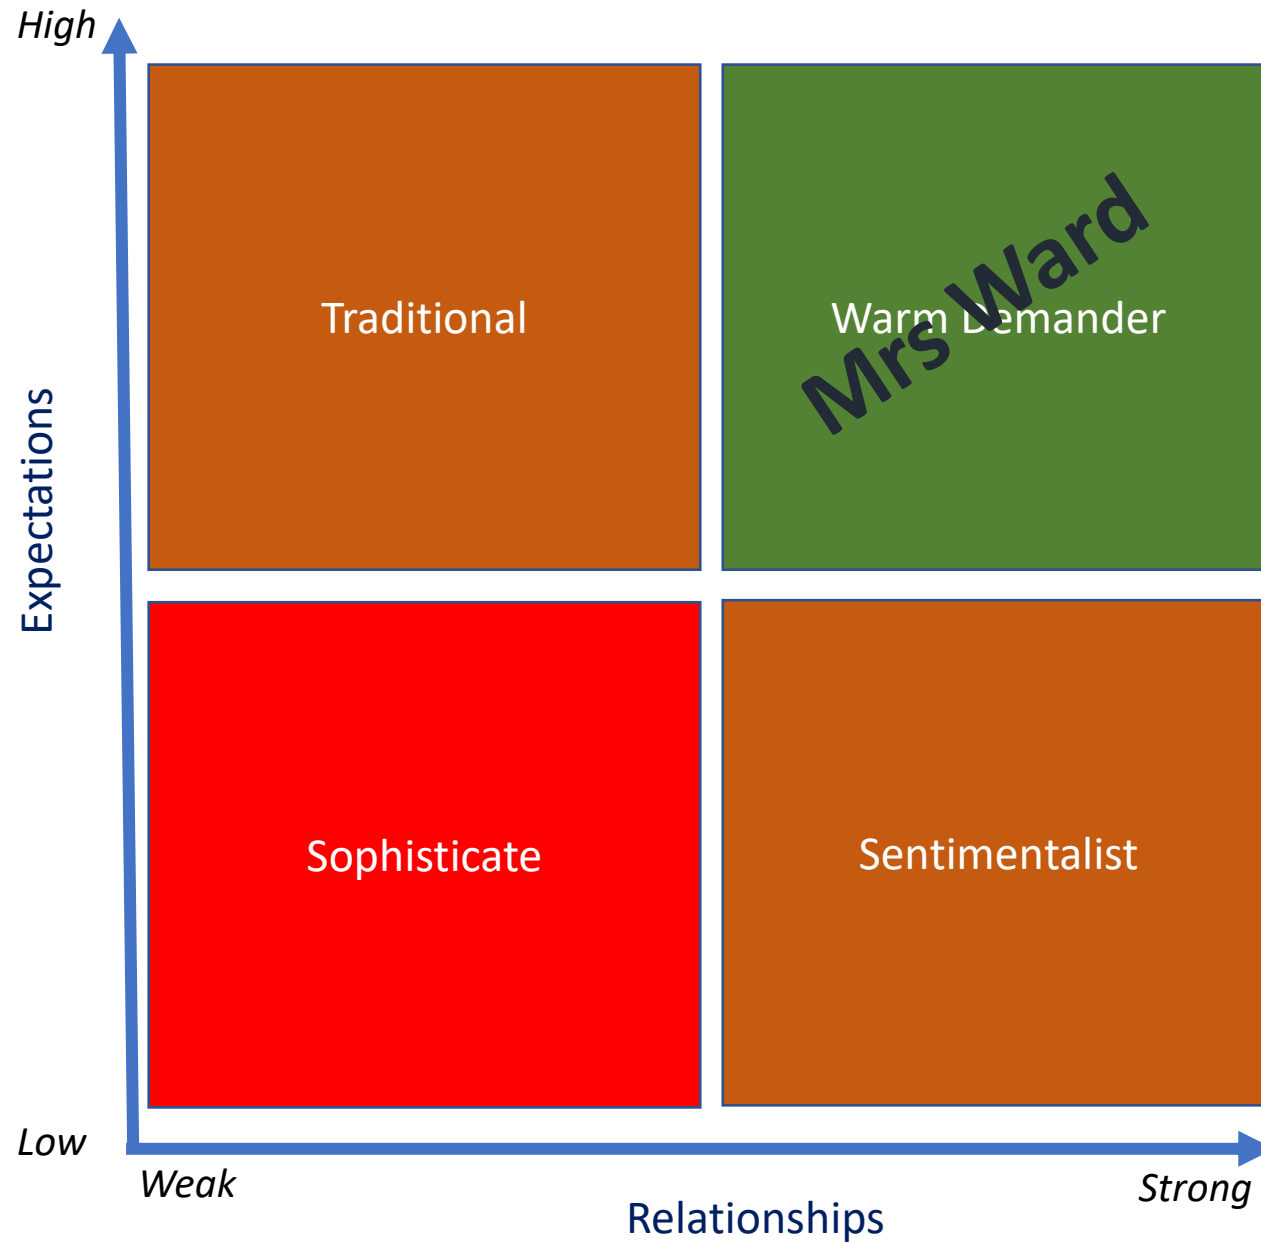 High
Traditional
Warm Demander
Mrs Ward
Expectations
Sophisticate
Sentimentalist
Low
Weak
Strong
Relationships